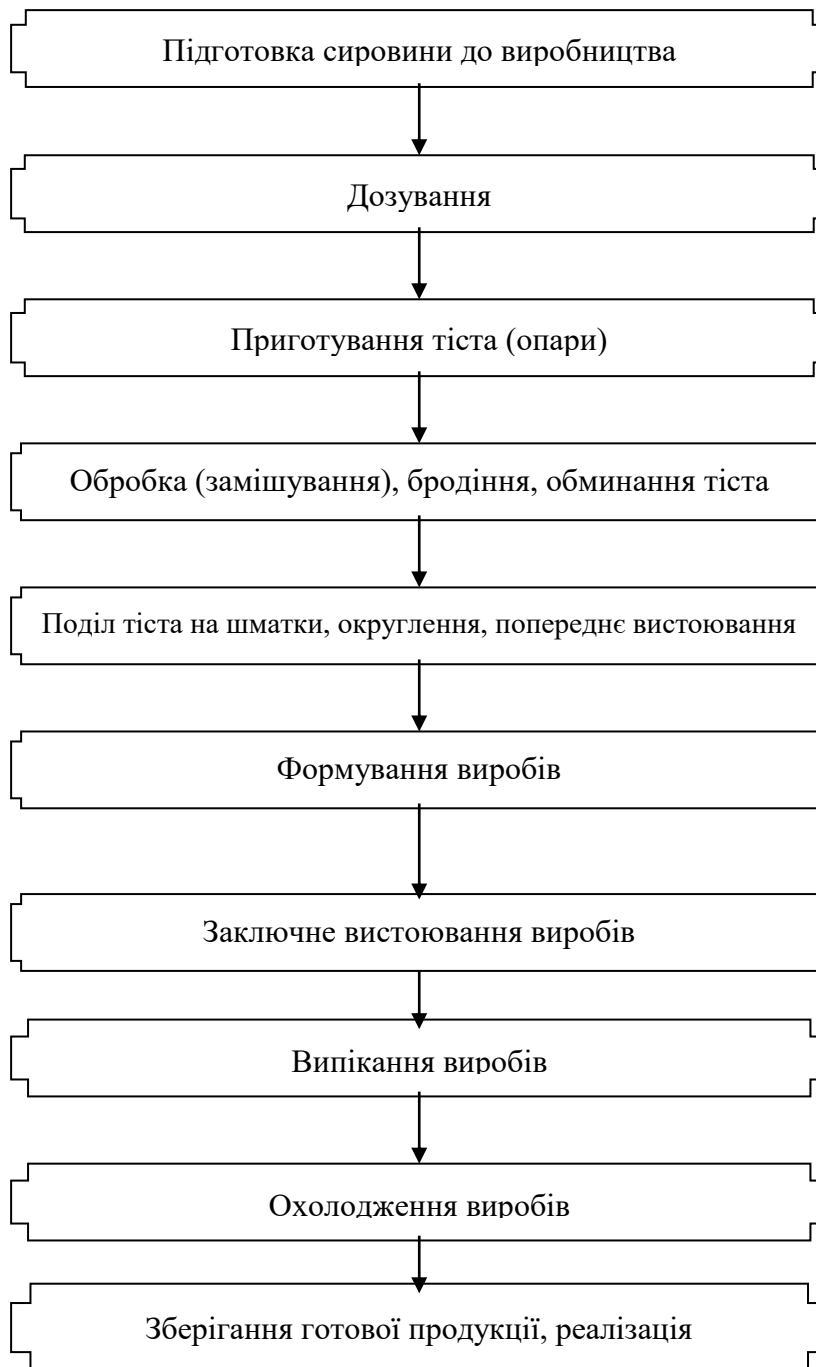 Підготовка сировини до виробництва
Дозування
Приготування тіста (опари)
Обробка (замішування), бродіння, обминання тіста
Поділ тіста на шматки, округлення, попереднє вистоювання
Формування виробів
Заключне вистоювання виробів
Випікання виробів
Охолодження виробів
Зберігання готової продукції, реалізація